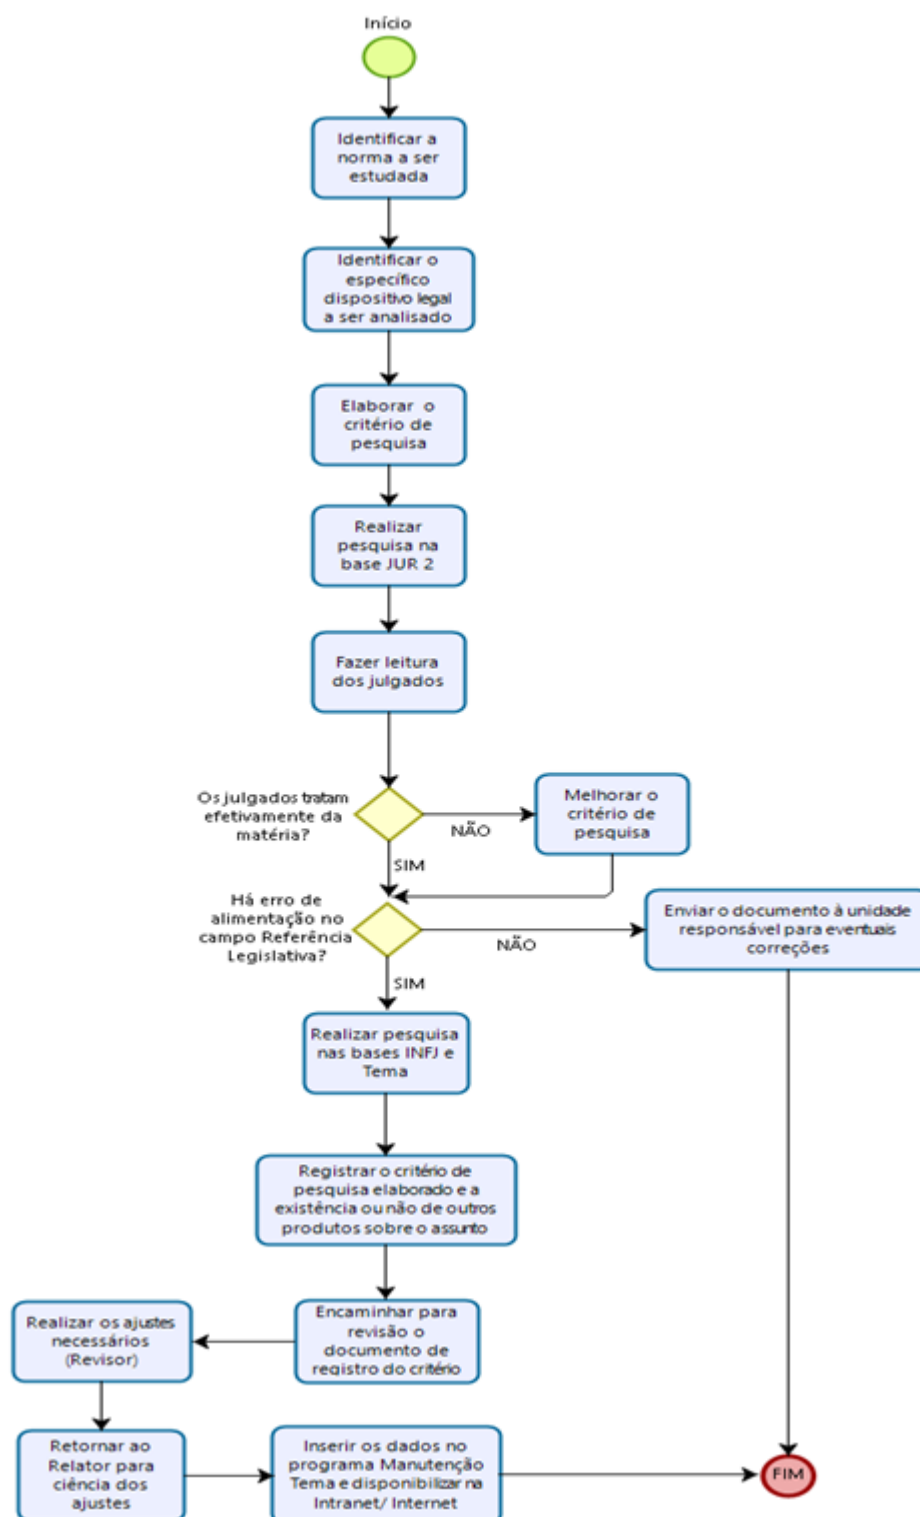 Início
Identificar a
norma a ser
estudada
Identificar o
específico
dispositivo legal
a ser analisado
Elaborar o
critério de
pesquisa
Realizar
pesquisa na
base JUR 2
Fazer leitura
dos julgados
Os julgados tratam
efetivamente da
matéria?
NÃO
Melhorar o
critério de
pesquisa
SIM
Há erro de
alimentação no
campo Referência
Legislativa?
NÃO
Enviar o documento à unidade
responsável para eventuais
correções
SIM
Realizar pesquisa
nas bases INFJ e
Tema
Registrar o critério de
pesquisa elaborado e a
existência ou não de outros
produtos sobre o assunto
Encaminhar para
revisão o
documento de
registro do critério
Realizar os ajustes
necessários
(Revisor)
Retornar ao
Relator para
ciência dos
ajustes
Inserir os dados no
programa Manutenção
Tema e disponibilizar na
Intranet/ Internet
FIM